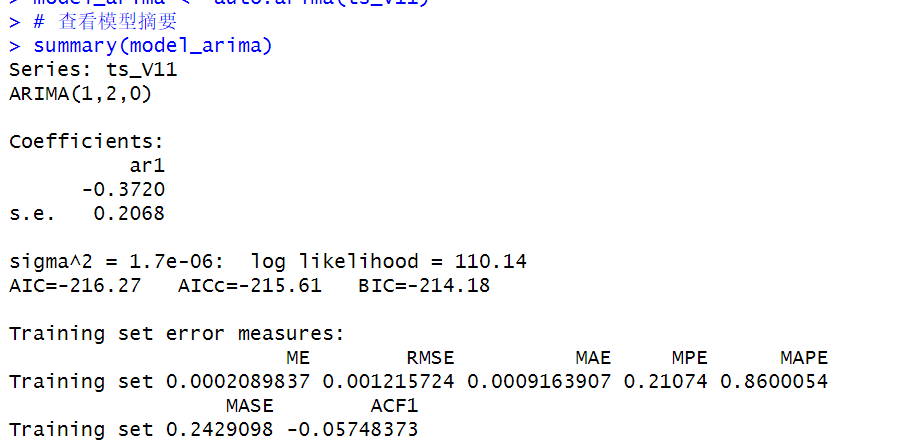 > model_arima <- auto.arima(ts_V11)
> # 查看模型摘要
> summary(model_arima)
Series: ts_V11
ARIMA(1,2,0)
Coefficients:
ar1
-0.3720
s.e. 0.2068
sigma^2 = 1.7e-06: log likelihood = 110.14
AIC=-216.27 AICc=-215.61 BIC=-214.18
Training set error measures:
ME RMSE MAE MPE MAPE
Training set 0.0002089837 0.001215724 0.0009163907 0.21074 0.8600054
MASE ACF1
Training set 0.2429098 -0.05748373